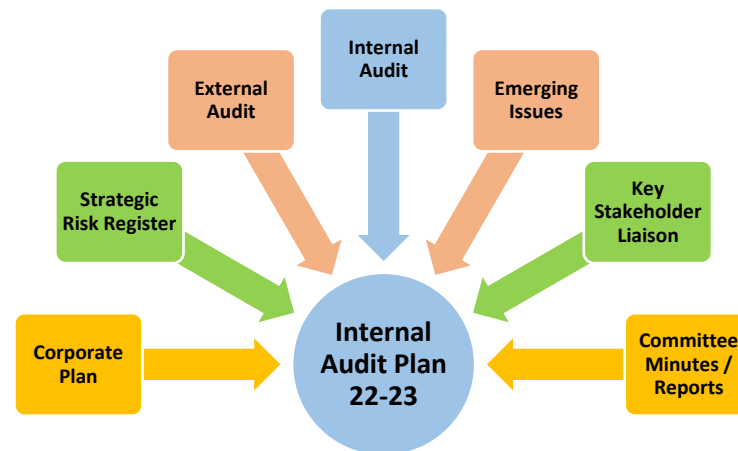 Internal
Audit
External
Audit
Emerging
Issues
Strategic
Risk Register
Key
Stakeholder
Liaison
Corporate
Plan
Internal
Audit Plan
22-23
Committee
Minutes /
Reports